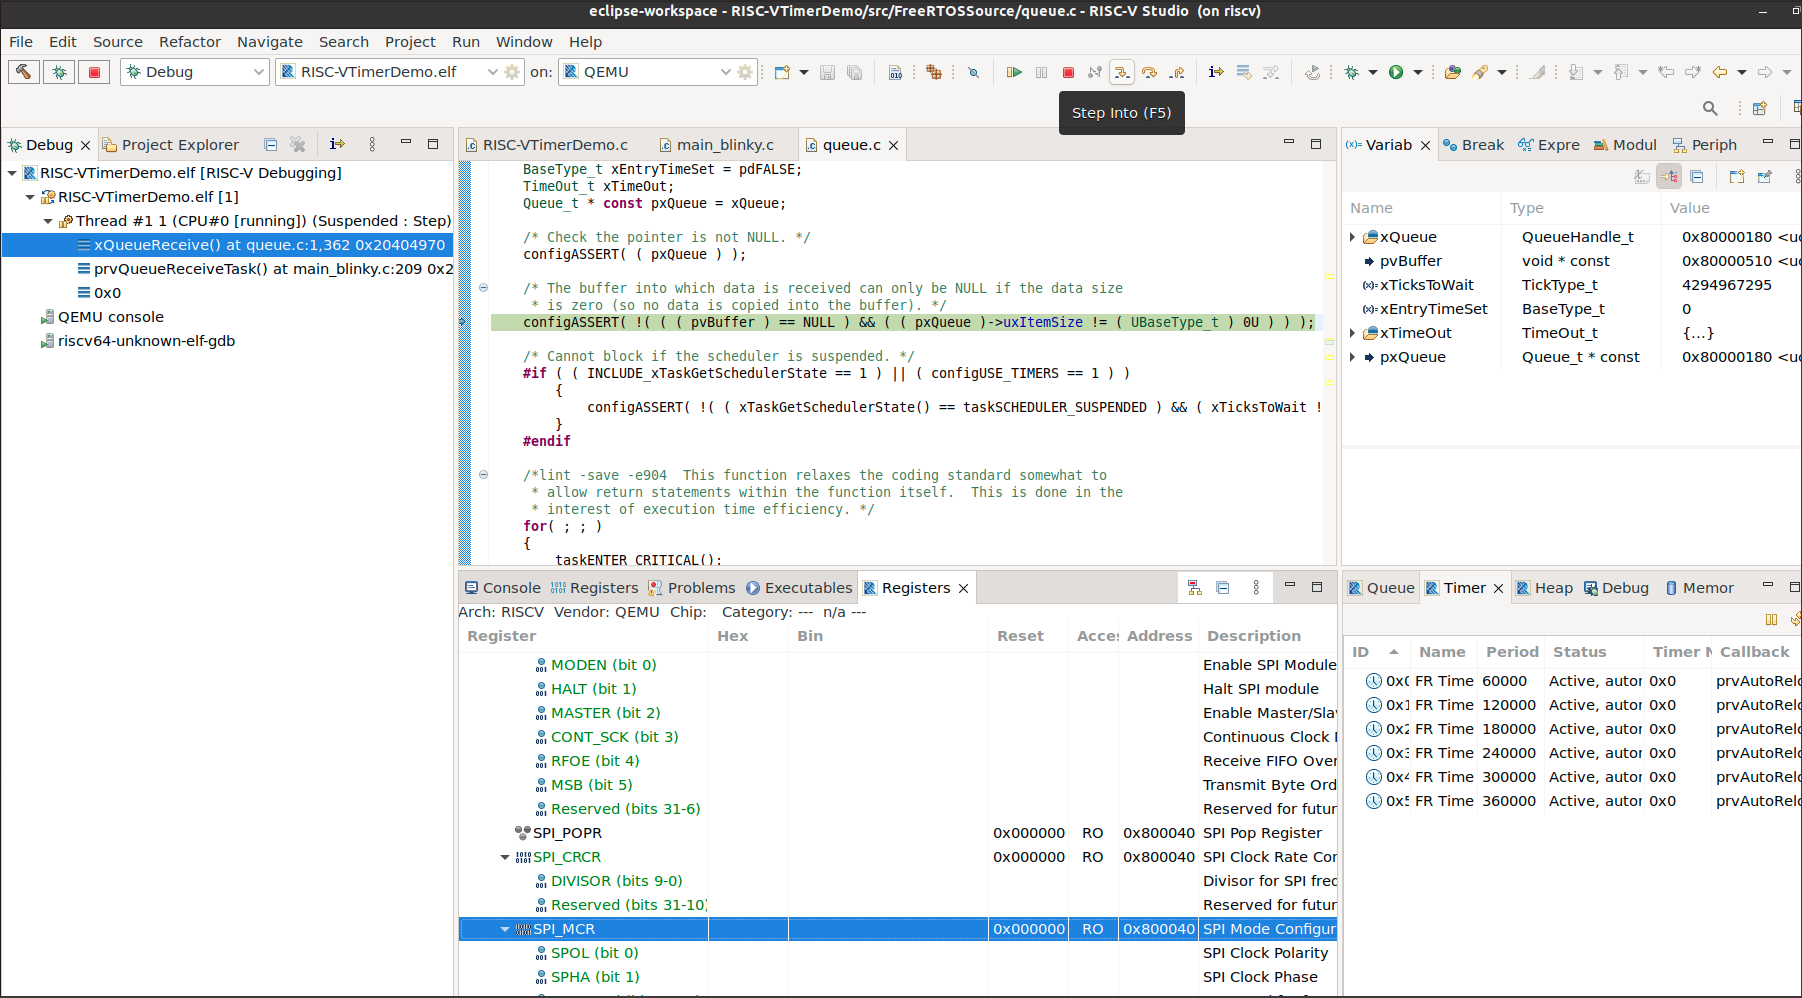 eclipse-workspace - RISC-VTimerDemo/src/FreeRTOSSource/queue.c - RISC-V Studio (on riscv)
File Edit Source Refactor Navigate Search Project Run Window Help
Debug RISC-VTimerDemo.elf on: QEMU
Step Into (F5)
Debug Project Explorer
RISC-VTimerDemo.elf [RISC-V Debugging]
RISC-VTimerDemo.elf [1]
Thread #1 1 (CPU#0 [running]) (Suspended : Step)
xQueueReceive() at queue.c:1,362 0x20404970
prvQueueReceiveTask() at main_blinky.c:209 0x2
0x0
QEMU console
riscv64-unknown-elf-gdb
RISC-VTimerDemo.c main_blinky.c queue.c
BaseType_t xEntryTimeSet = pdFALSE;
TimeOut_t xTimeOut;
Queue_t * const pxQueue = xQueue;
/* Check the pointer is not NULL. */
configASSERT( ( pxQueue ) );
/* The buffer into which data is received can only be NULL if the data size
* is zero (so no data is copied into the buffer). */
configASSERT( !( ( ( pvBuffer ) == NULL ) && ( ( pxQueue )->uxItemSize != ( UBaseType_t ) 0U ) ) );
/* Cannot block if the scheduler is suspended. */
#if ( ( INCLUDE_xTaskGetSchedulerState == 1 ) || ( configUSE_TIMERS == 1 ) )
{
configASSERT( !( ( xTaskGetSchedulerState() == taskSCHEDULER_SUSPENDED ) && ( xTicksToWait !
}
#endif
/*lint -save -e904  This function relaxes the coding standard somewhat to
* allow return statements within the function itself.  This is done in the
* interest of execution time efficiency. */
for( ; ; )
{
taskENTER_CRITICAL();
Variab Break Expre Modul Periph
Name Type Value
xQueue QueueHandle_t 0x80000180 <uc
pvBuffer void * const 0x80000510 <uc
xTicksToWait TickType_t 4294967295
xEntryTimeSet BaseType_t 0
xTimeOut TimeOut_t {...}
pxQueue Queue_t * const 0x80000180 <uc
Console Registers Problems Executables Registers
Arch: RISCV Vendor: QEMU Chip: Category: --- n/a ---
Register Hex Bin Reset Acces Address Description
MODEN (bit 0) Enable SPI Module
HALT (bit 1) Halt SPI module
MASTER (bit 2) Enable Master/Slav
CONT_SCK (bit 3) Continuous Clock
RFOE (bit 4) Receive FIFO Over
MSB (bit 5) Transmit Byte Ord
Reserved (bits 31-6) Reserved for futur
SPI_POPR 0x000000 RO 0x800040 SPI Pop Register
SPI_CRCR 0x000000 RO 0x800040 SPI Clock Rate Con
DIVISOR (bits 9-0) Divisor for SPI fred
Reserved (bits 31-10) Reserved for futur
SPI_MCR 0x000000 RO 0x800040 SPI Mode Configur
SPOL (bit 0) SPI Clock Polarity
SPHA (bit 1) SPI Clock Phase
Queue Timer Heap Debug Memor
ID Name Period Status Timer N Callback
0x0 FR Time 60000 Active, autor 0x0 prvAutoRelo
0x1 FR Time 120000 Active, autor 0x0 prvAutoRelo
0x2 FR Time 180000 Active, autor 0x0 prvAutoRelo
0x3 FR Time 240000 Active, autor 0x0 prvAutoRelo
0x4 FR Time 300000 Active, autor 0x0 prvAutoRelo
0x5 FR Time 360000 Active, autor 0x0 prvAutoRelo